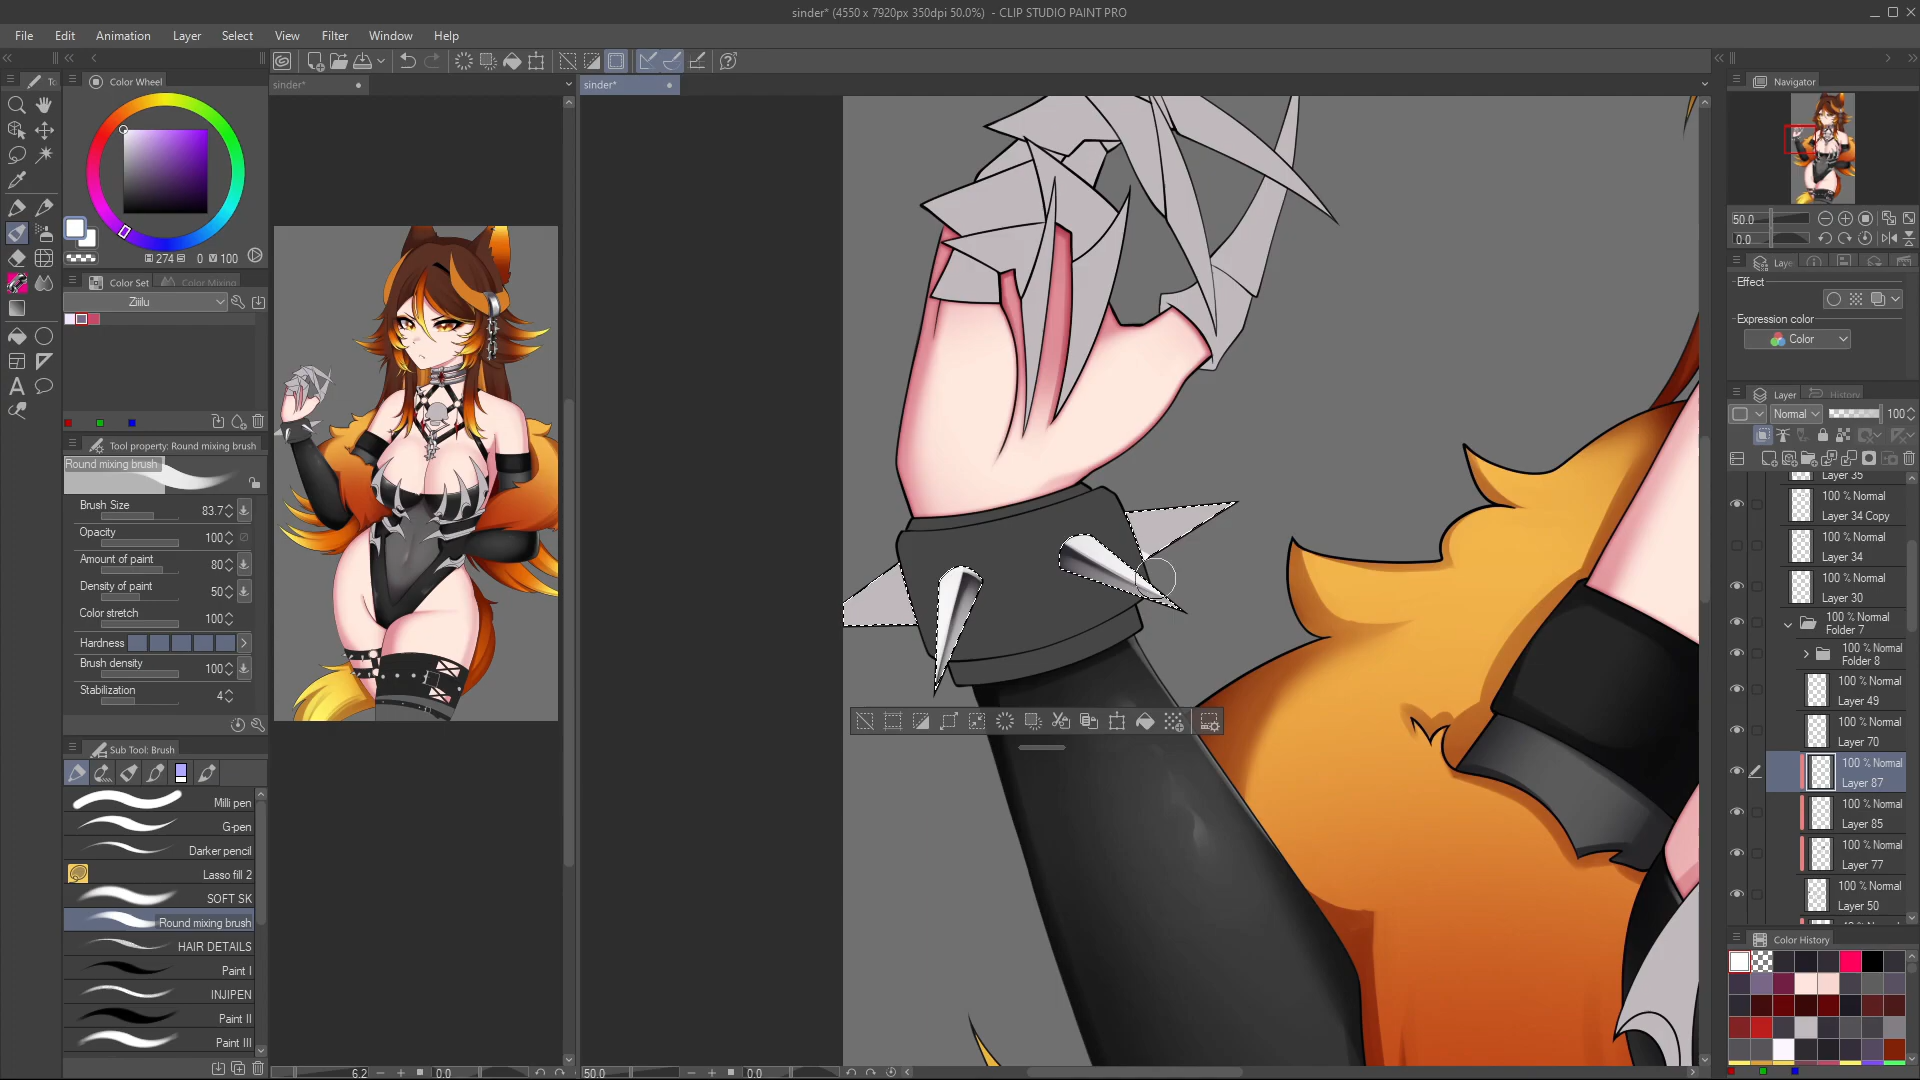 sinder* (4550 x 7920px 350dpi 50.0%) - CLIP STUDIO PAINT PRO
File Edit Animation Layer Select View Filter Window Help
To
Color Wheel
sinder*
sinder*
Navigator
274 0 100
50.0
0.0
Color Set Color Mixing
Ziilu
Laye
Effect
Expression color
Color
Layer History
Normal 100
Tool property: Round mixing brush
Round mixing brush
Brush Size 83.7
Opacity 100
Amount of paint 80
Density of paint 50
Color stretch 100
Hardness
Brush density 100
Stabilization 4
Layer 35
100 % Normal
Layer 34 Copy
100 % Normal
Layer 34
100 % Normal
Layer 30
100 % Normal
Folder 7
100 % Normal
Folder 8
100 % Normal
Layer 49
100 % Normal
Layer 70
100 % Normal
Layer 87
100 % Normal
Layer 85
100 % Normal
Layer 77
100 % Normal
Layer 50
Sub Tool: Brush
Milli pen
G-pen
Darker pencil
Lasso fill 2
SOFT SK
Round mixing brush
HAIR DETAILS
Paint I
INJIPEN
Paint II
Paint III
Color History
6.2 0.0
50.0 0.0